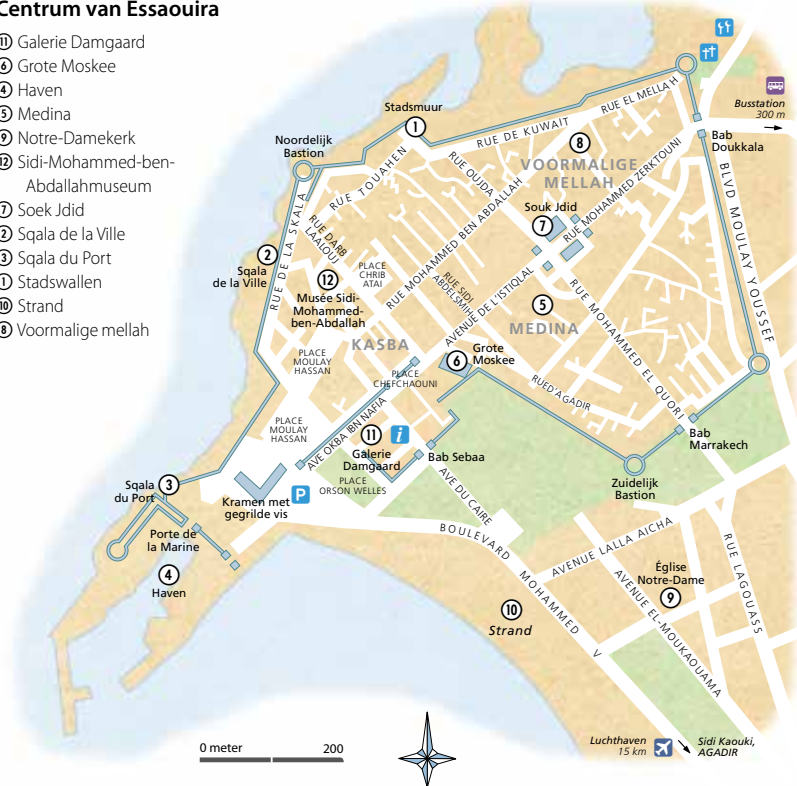 Centrum van Essaouira
⑪ Galerie Damgaard
⑥ Grote Moskee
④ Haven
⑤ Medina
⑨ Notre-Damekerk
⑫ Sidi-Mohammed-ben-
Abdallahmuseum
⑦ Soek Jdid
② Sqala de la Ville
③ Sqala du Port
① Stadswallen
⑩ Strand
⑧ Voormalige mellah
Busstation
300 m
Stadsmuur
①
RUE EL MELLAH
RUE DE KUWAIT
Bab
Doukkala
Noordelijk
Bastion
⑧
VOORMALIGE
MELLAH
RUE TOUAHEN
RUE OUJDA
RUE MOHAMMED ZERKTOUNI
BLVD MOULAY YOUSSEF
RUE MOHAMMED BEN ABDALLAH
Souk Jdid
⑦
RUE DE LA SKALA
RUE DARB
LAALOUJ
②
Sqala
de la Ville
⑫
Musée Sidi-
Mohammed-
ben-Abdallah
PLACE
CHRIB
ATAI
RUE SIDI
ABDELSMIH
AVENUE DE L'ISTIQLAL
⑤
MEDINA
RUE MOHAMMED EL QUORI
KASBA
PLACE
MOULAY
HASSAN
⑥
Grote
Moskee
PLACE
CHEFCHAOUNI
RUE D'AGADIR
PLACE
MOULAY
HASSAN
AVE OKBA IBN NAFIA
⑪
i
Galerie
Damgaard
Bab Sebaa
Bab
Marrakech
Zuidelijk
Bastion
Sqala
du Port
③
Kramen met
gegrilde vis
P
PLACE
ORSON WELLES
AVE DU CAIRE
Porte de
la Marine
④
Haven
BOULEVARD MOHAMMED V
AVENUE LALLA AICHA
RUE LAGOUASS
Église
Notre-Dame
⑨
AVENUE EL-MOUKAOUAMA
⑩
Strand
0 meter 200
Luchthaven
15 km
Sidi Kaouki,
AGADIR